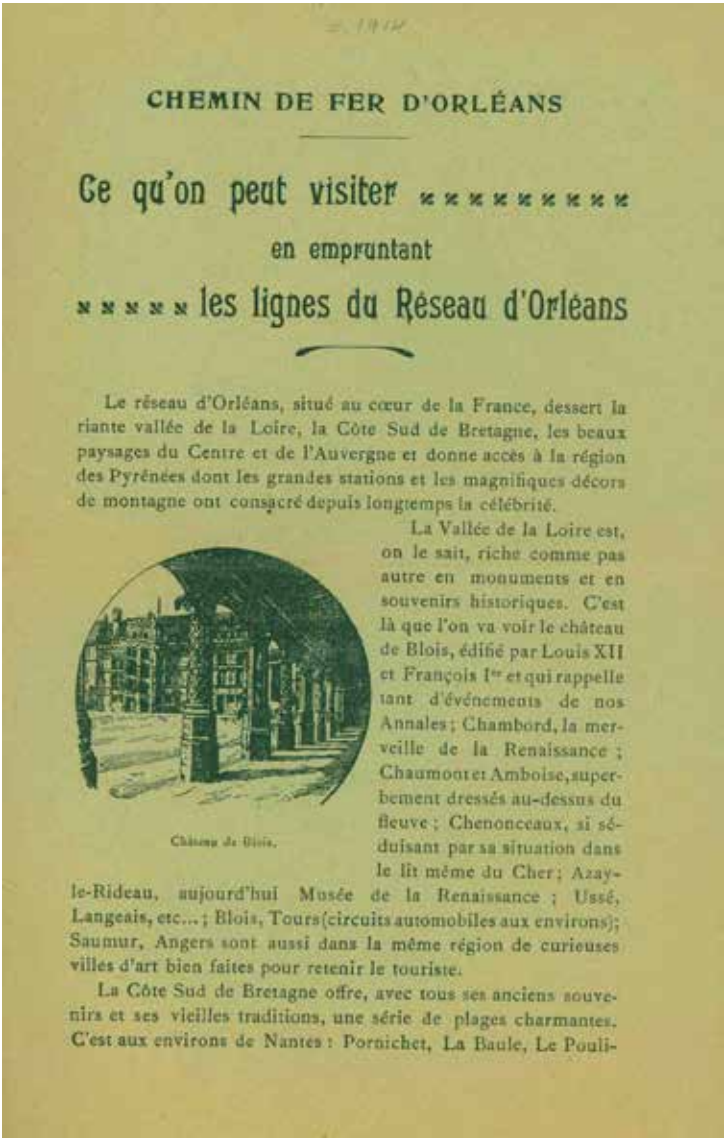 CHEMIN DE FER D'ORLÉANS
Ce qu'on peut visiter
en empruntant
les lignes du Réseau d'Orléans
Le réseau d'Orléans, situé au cœur de la France, dessert la
riante vallée de la Loire, la Côte Sud de Bretagne, les beaux
paysages du Centre et de l'Auvergne et donne accès à la région
des Pyrénées dont les grandes stations et les magnifiques décors
de montagne ont consacré depuis longtemps la célébrité.
La Vallée de la Loire est,
on le sait, riche comme pas
autre en monuments et en
souvenirs historiques. C'est
là que l'on va voir le château
de Blois, édifié par Louis XII
et François Ier et qui rappelle
tant d'événements de nos
Annales ; Chambord, la mer-
veille de la Renaissance ;
Chaumont et Amboise, super-
bement dressés au-dessus du
fleuve ; Chenonceaux, si sé-
duisant par sa situation dans
le lit même du Cher ; Azay-
le-Rideau, aujourd'hui Musée de la Renaissance ; Ussé,
Langeais, etc... ; Blois, Tours (circuits automobiles aux environs) ;
Saumur, Angers sont aussi dans la même région de curieuses
villes d'art bien faites pour retenir le touriste.
Château de Blois.
La Côte Sud de Bretagne offre, avec tous ses anciens souve-
nirs et ses vieilles traditions, une série de plages charmantes.
C'est aux environs de Nantes : Pornichet, La Baule, Le Pouli-